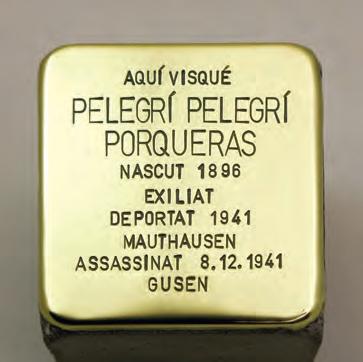 AQUÍ VISQUÉ
PELEGRÍ PELEGRÍ
PORQUERAS
NASCUT 1896
EXILIAT
DEPORTAT 1941
MAUTHAUSEN
ASSASSINAT 8.12.1941
GUSEN